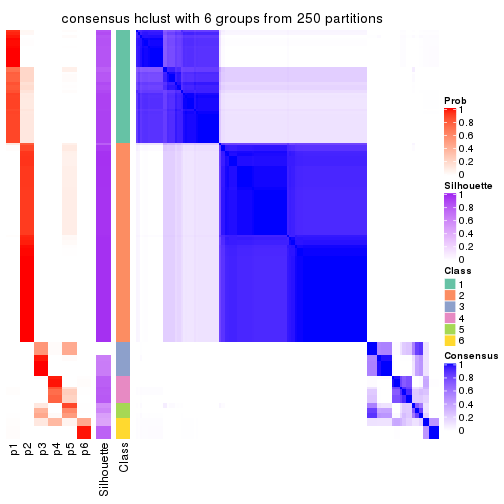 consensus hclust with 6 groups from 250 partitions
Prob
1
0.8
0.6
0.4
0.2
0
Silhouette
1
0.8
0.6
0.4
0.2
0
Class
1
2
3
4
5
6
Consensus
1
0.8
0.6
0.4
0.2
0
p1
p2
p3
p4
p5
p6
Silhouette
Class